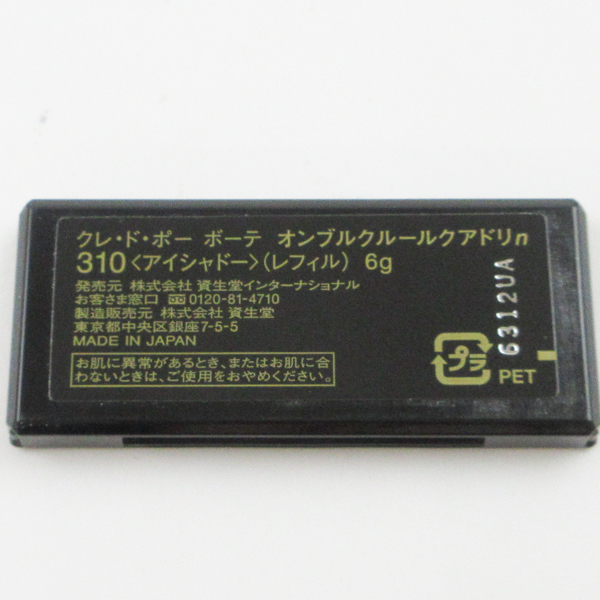 クレ・ド・ポー ボーテ オンブルクルールクアドリn
310〈アイシャドー〉(レフィル) 6g
発売元 株式会社 資生堂インターナショナル
お客さま窓口 0120-81-4710
製造販売元 株式会社 資生堂
東京都中央区銀座7-5-5
MADE IN JAPAN
お肌に異常があるとき、またはお肌に合
わないときは、ご使用をおやめください。
プラ
PET
6312UA